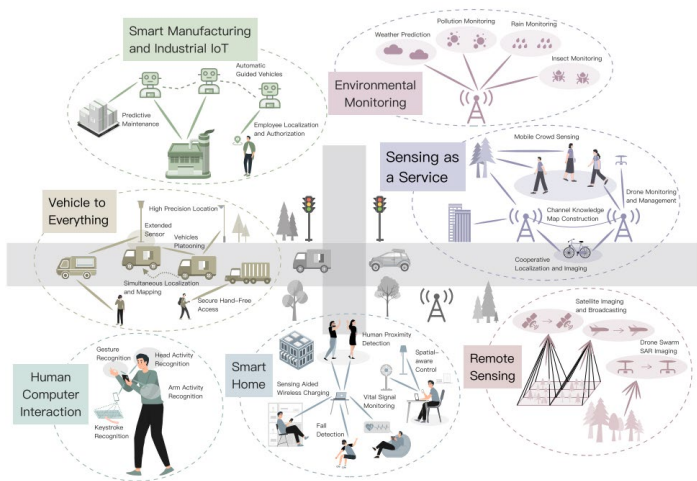 Smart Manufacturing
and Industrial IoT
Automatic
Guided Vehicles
Predictive
Maintenance
Employee Localization
and Authorization
Pollution Monitoring
Rain Monitoring
Weather Prediction
Insect Monitoring
Environmental
Monitoring
Mobile Crowd Sensing
Sensing as
a Service
Drone Monitoring
and Management
Channel Knowledge
Map Construction
Cooperative
Localization and Imaging
Vehicle to
Everything
High Precision Location
Extended
Sensor
Vehicles
Platooning
Simultaneous Localization
and Mapping
Secure Hand-Free
Access
Human
Computer
Interaction
Gesture
Recognition
Head Activity
Recognition
Arm Activity
Recognition
Keystroke
Recognition
Smart
Home
Human Proximity
Detection
Spatial-
aware
Control
Sensing Aided
Wireless Charging
Vital Signal
Monitoring
Fall
Detection
Remote
Sensing
Satellite Imaging
and Broadcasting
Drone Swarm
SAR Imaging